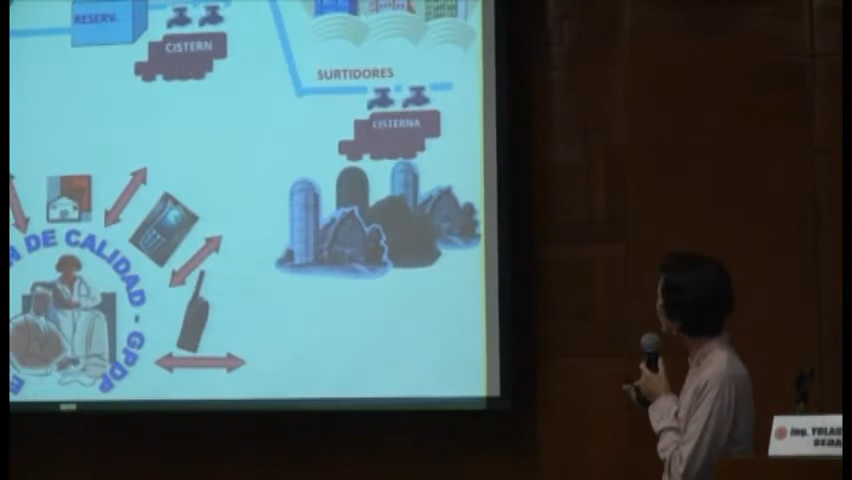 RESERV.
CISTERN
SURTIDORES
CISTERNA
DE CALIDAD - GPDP
Ing.